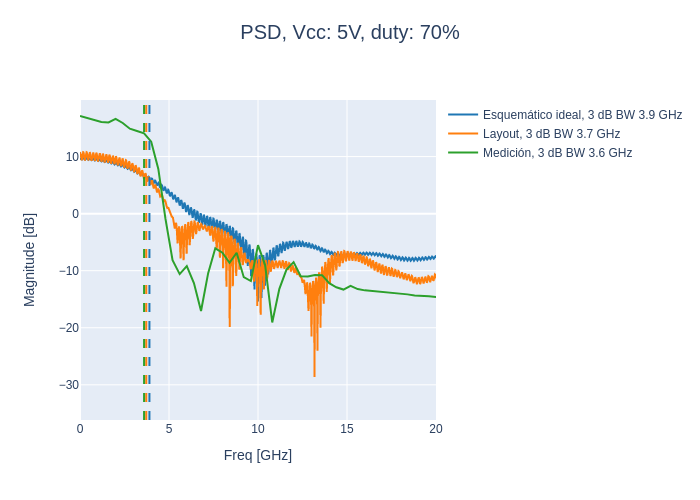 PSD, Vcc: 5V, duty: 70%
Esquemático ideal, 3 dB BW 3.9 GHz
Layout, 3 dB BW 3.7 GHz
Medición, 3 dB BW 3.6 GHz
Magnitude [dB]
10
0
−10
−20
−30
0 5 10 15 20
Freq [GHz]